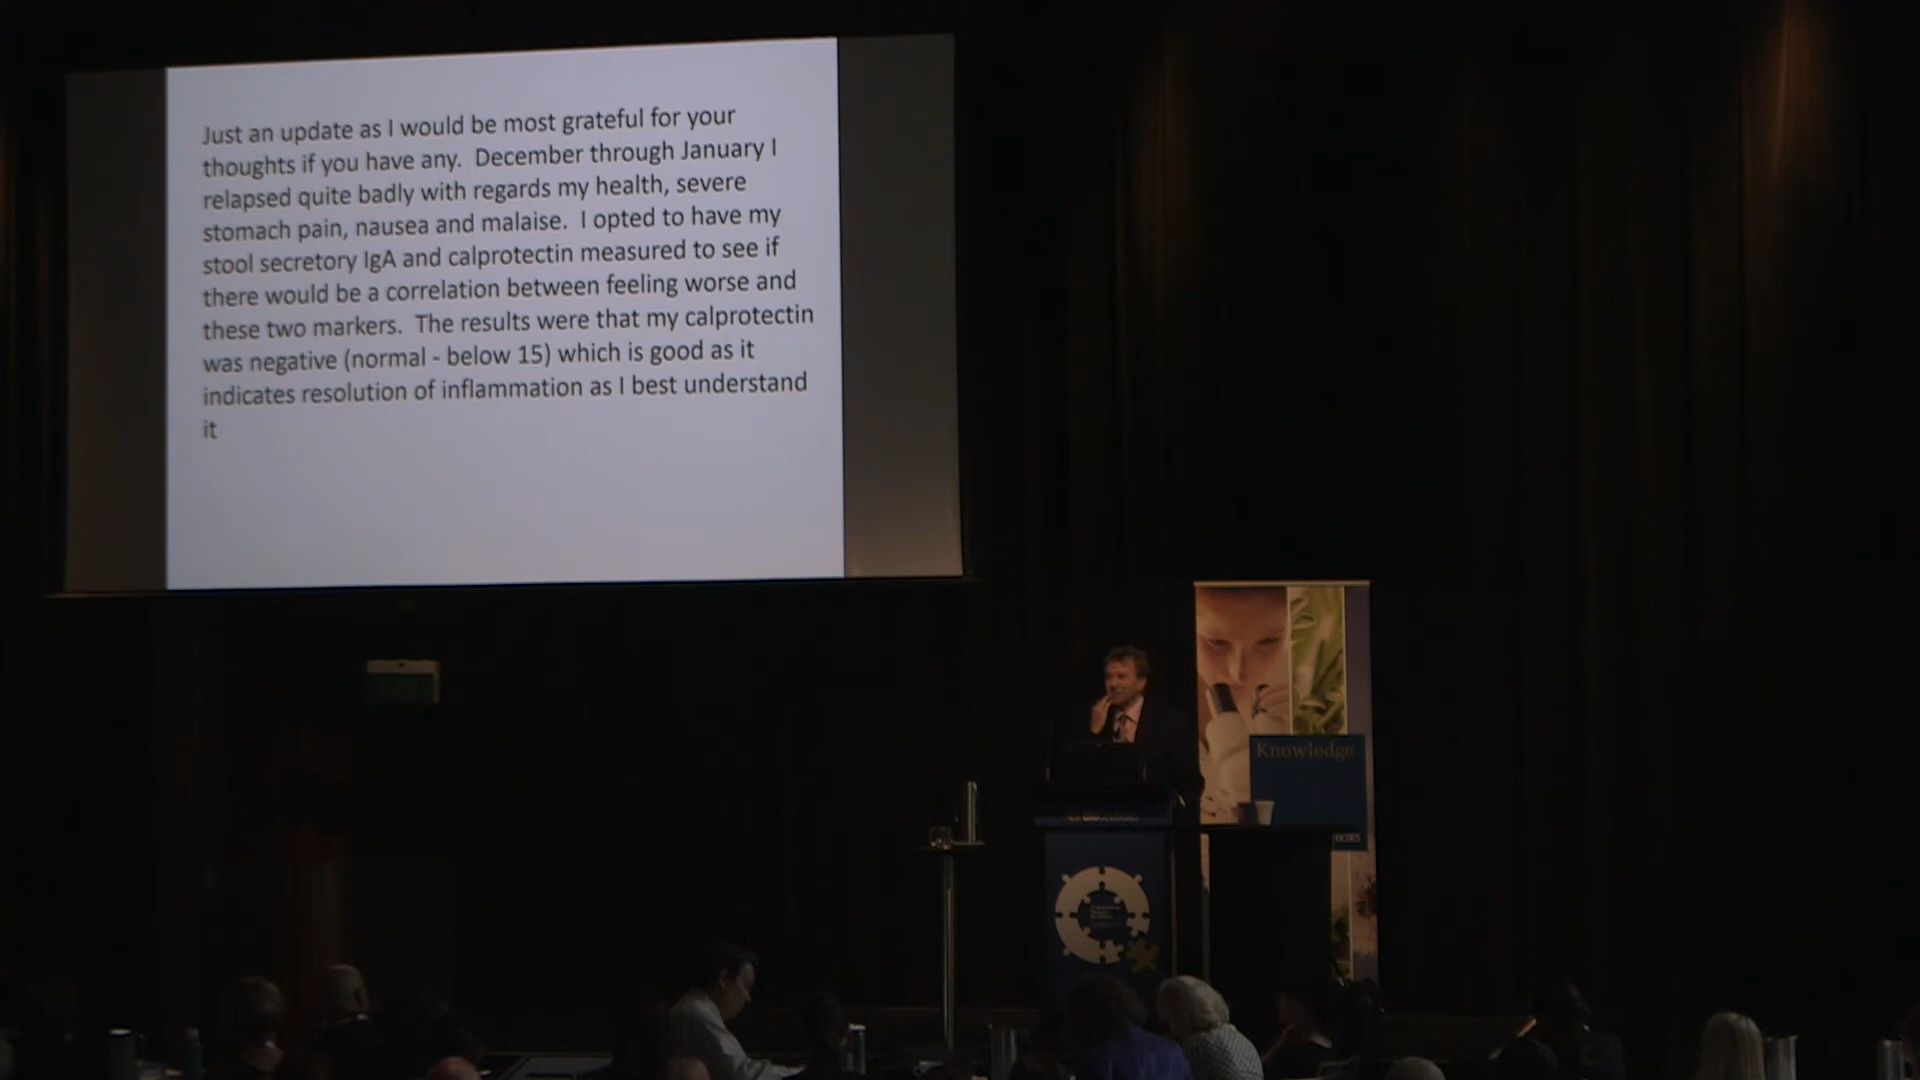 Just an update as I would be most grateful for your
thoughts if you have any.  December through January I
relapsed quite badly with regards my health, severe
stomach pain, nausea and malaise.  I opted to have my
stool secretory IgA and calprotectin measured to see if
there would be a correlation between feeling worse and
these two markers.  The results were that my calprotectin
was negative (normal - below 15) which is good as it
indicates resolution of inflammation as I best understand
it
Knowledge